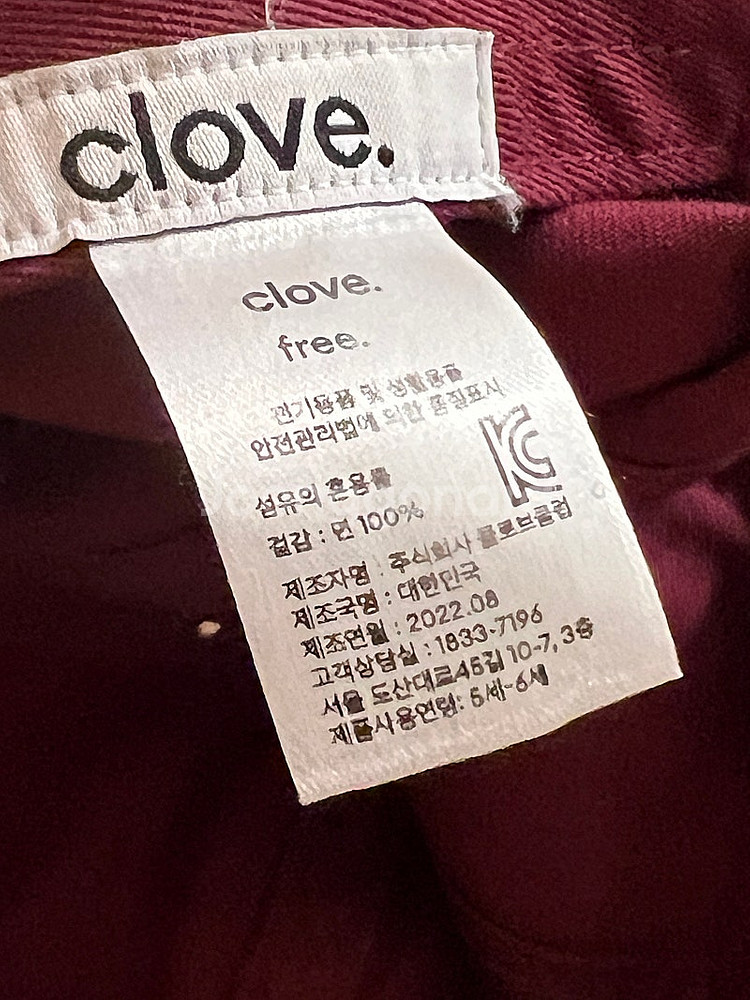 clove.
clove.
free.
전기용품 및 생활용품
안전관리법에 의한 품질표시
KC
섬유의 혼용률
겉감 : 면 100%
제조자명 : 주식회사 클로브클럽
제조국명 : 대한민국
제조연월 : 2022.08
고객상담실 : 1833-7196
서울 도산대로45길 10-7, 3층
제품사용연령: 5세-6세